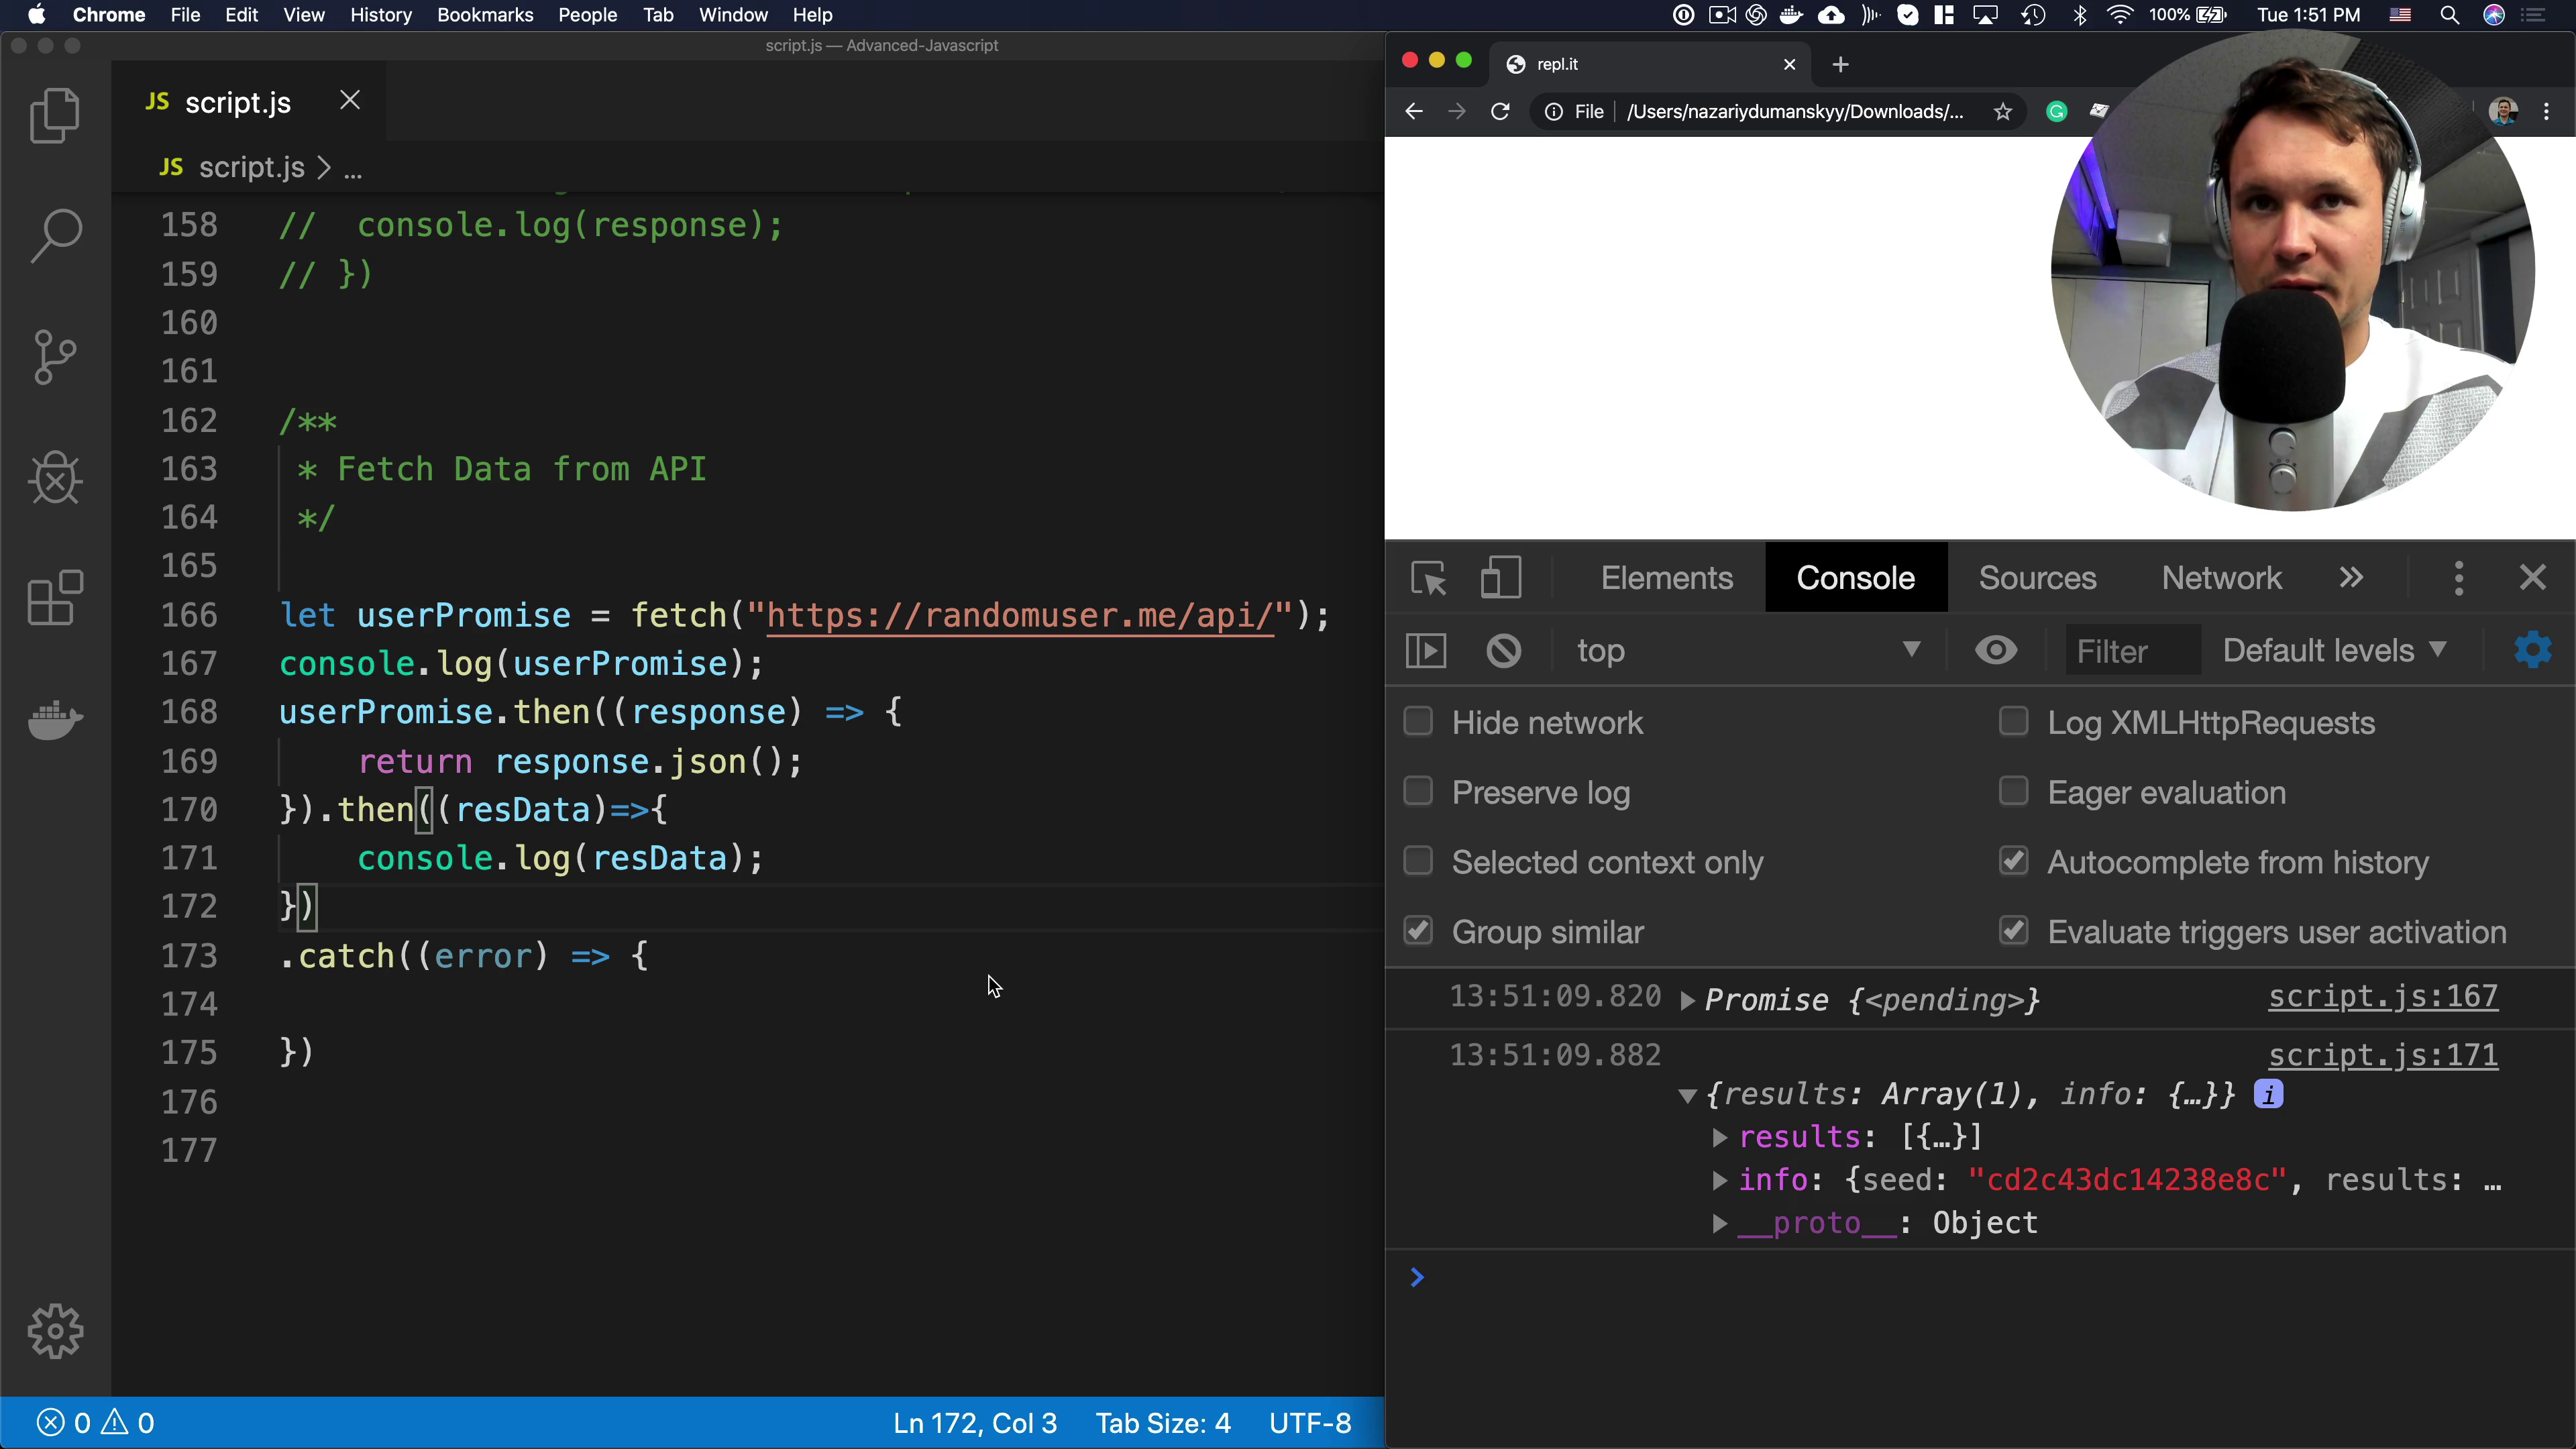 Chrome File Edit View History Bookmarks People Tab Window Help
100% Tue 1:51 PM
script.js — Advanced-Javascript
JS script.js
JS script.js > ...
158 // console.log(response);
159 // })
160
161
162 /**
163 * Fetch Data from API
164 */
165
166 let userPromise = fetch("https://randomuser.me/api/");
167 console.log(userPromise);
168 userPromise.then((response) => {
169 return response.json();
170 }).then((resData)=>{
171 console.log(resData);
172 })
173 .catch((error) => {
174
175 })
176
177
0 0
Ln 172, Col 3 Tab Size: 4 UTF-8
repl.it
File /Users/nazariydumanskyy/Downloads/...
Elements Console Sources Network »
top Filter Default levels
Hide network Log XMLHttpRequests
Preserve log Eager evaluation
Selected context only Autocomplete from history
Group similar Evaluate triggers user activation
13:51:09.820 Promise {<pending>} script.js:167
13:51:09.882 script.js:171
{results: Array(1), info: {…}} i
results: [{…}]
info: {seed: "cd2c43dc14238e8c", results: …
__proto__: Object
>